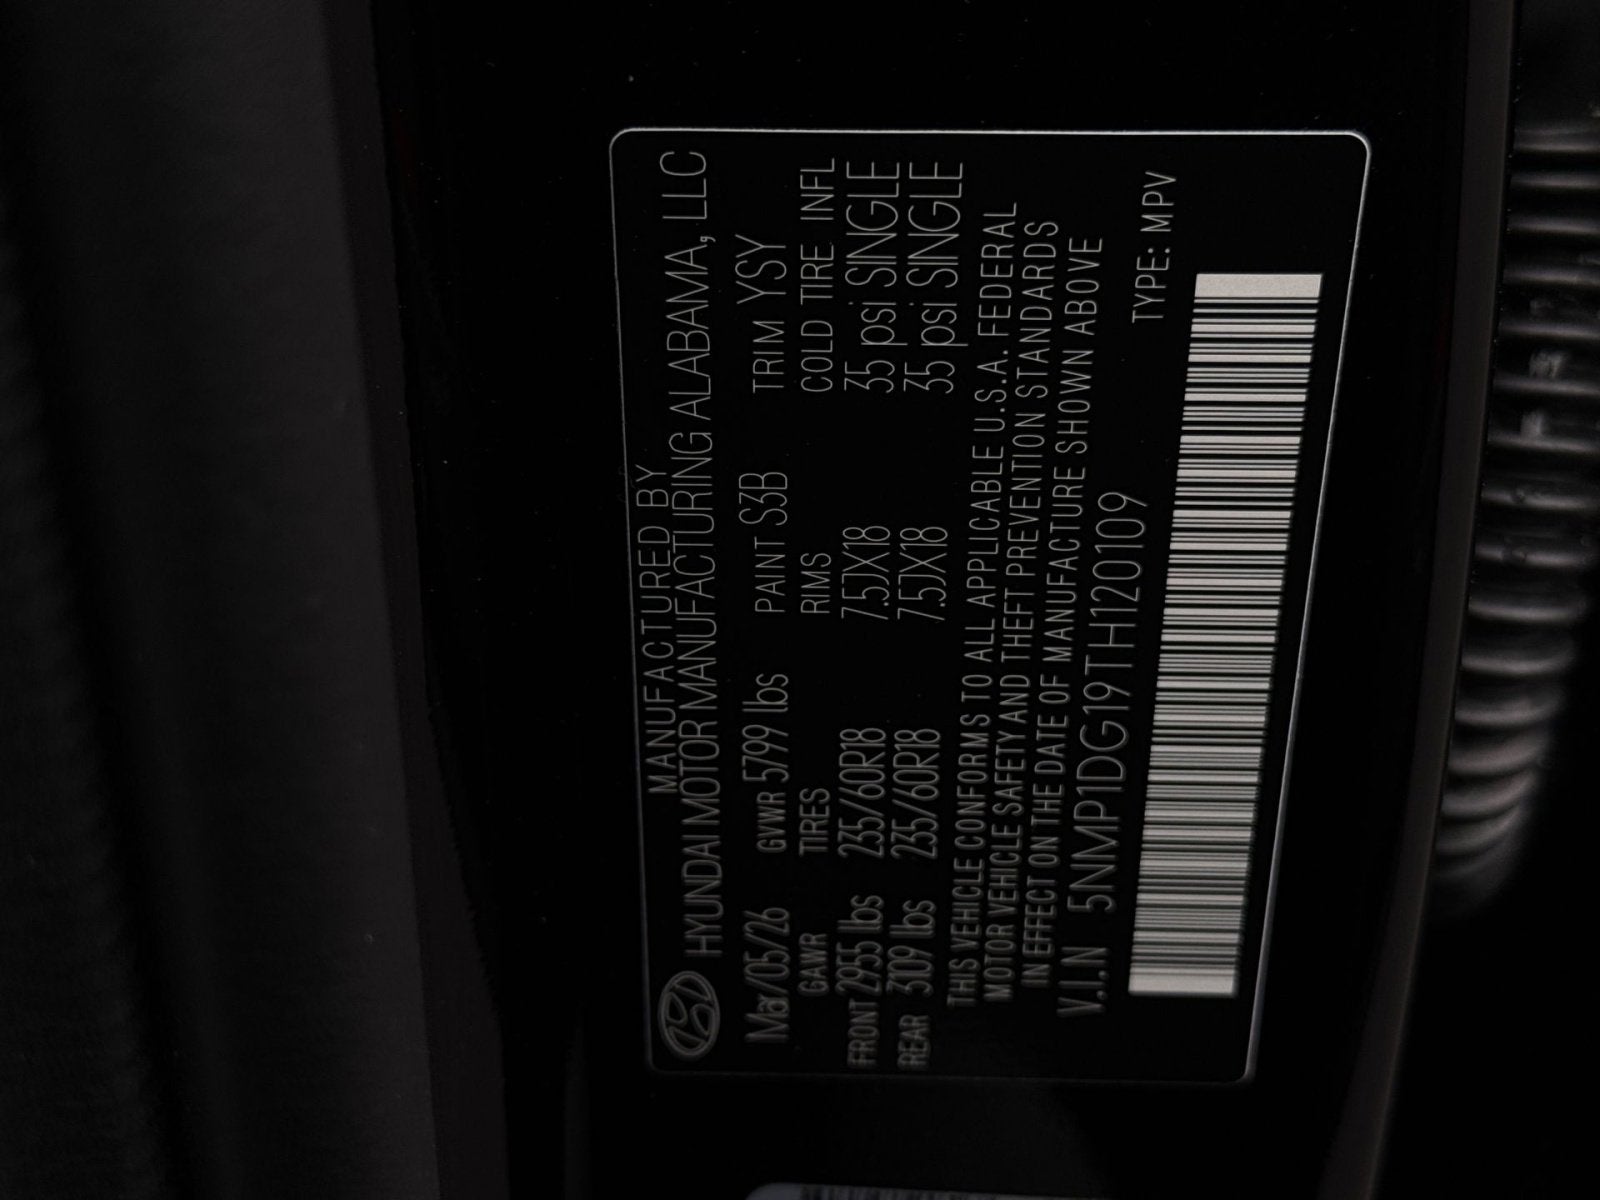 MANUFACTURED BY
HYUNDAI MOTOR MANUFACTURING ALABAMA, LLC
Mar/05/26 GVWR 5799 lbs PAINT S3B TRIM YSY
GAWR TIRES RIMS COLD TIRE INFL
FRONT 2955 lbs 235/60R18 7.5JX18 35 psi SINGLE
REAR 3109 lbs 235/60R18 7.5JX18 35 psi SINGLE
THIS VEHICLE CONFORMS TO ALL APPLICABLE U.S.A. FEDERAL
MOTOR VEHICLE SAFETY AND THEFT PREVENTION STANDARDS
IN EFFECT ON THE DATE OF MANUFACTURE SHOWN ABOVE
V.I.N 5NMP1DG19TH120109 TYPE: MPV